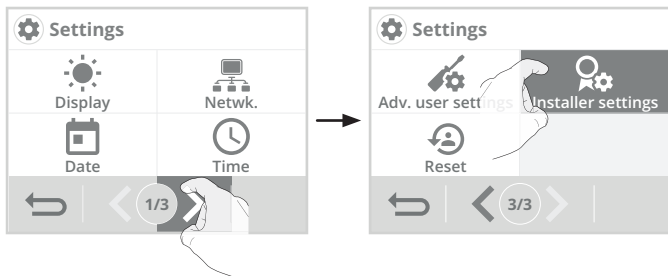 Settings
Display
Netwk.
Date
Time
1/3
Settings
Adv. user settings
Installer settings
Reset
3/3